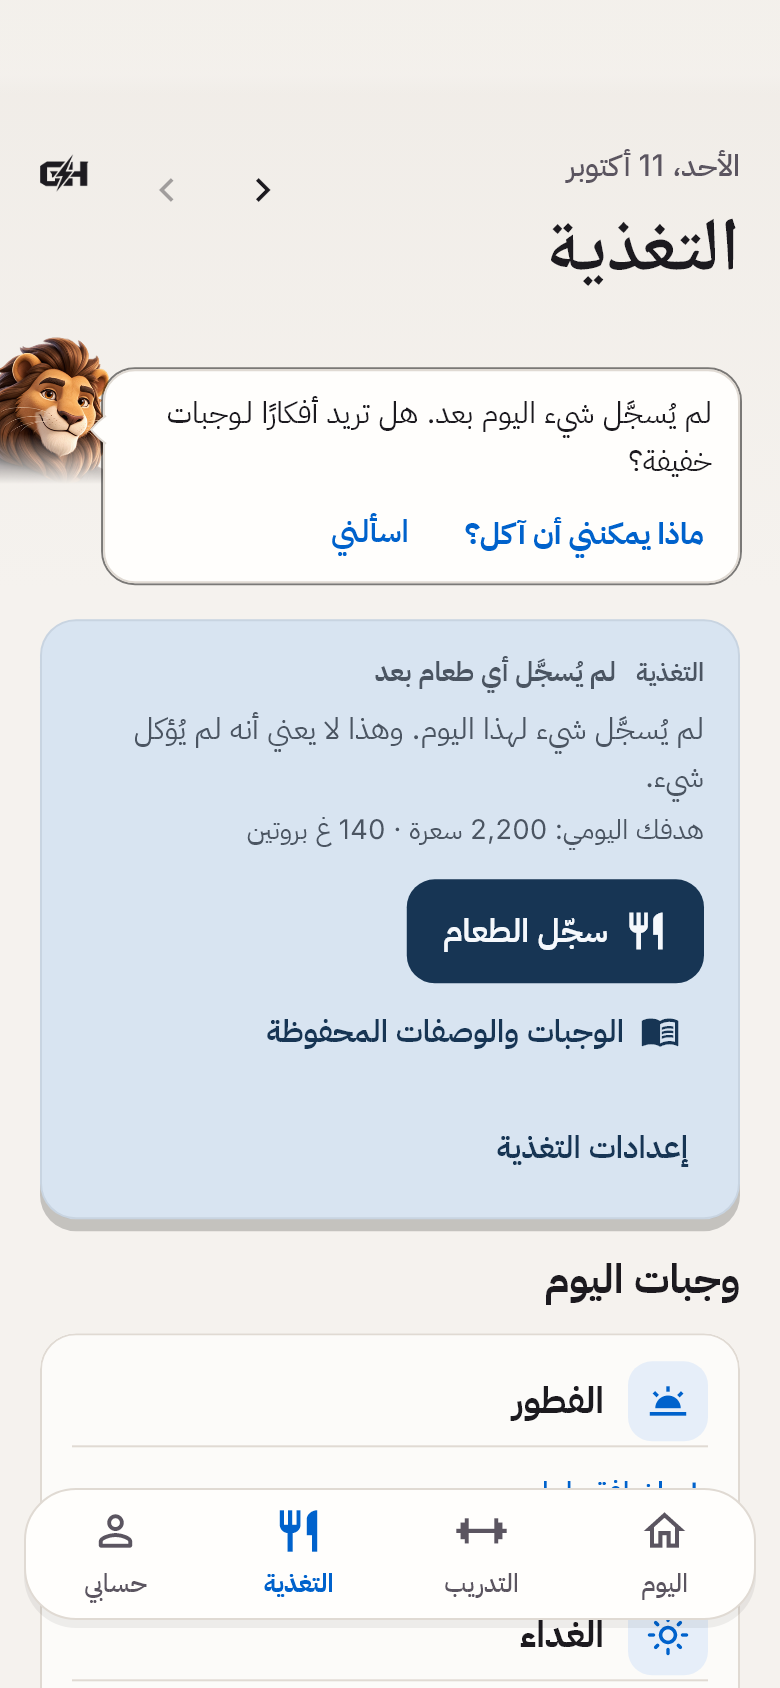 الأحد، 11 أكتوبر
GH
التغذية
لم يُسجَّل شيء اليوم بعد. هل تريد أفكارًا لوجبات
خفيفة؟
ماذا يمكنني أن آكل؟ اسألني
التغذية لم يُسجَّل أي طعام بعد
لم يُسجَّل شيء لهذا اليوم. وهذا لا يعني أنه لم يُؤكل
شيء.
هدفك اليومي: 2,200 سعرة · 140 غ بروتين
سجّل الطعام
الوجبات والوصفات المحفوظة
إعدادات التغذية
وجبات اليوم
الفطور
الغداء
اليوم التدريب التغذية حسابي